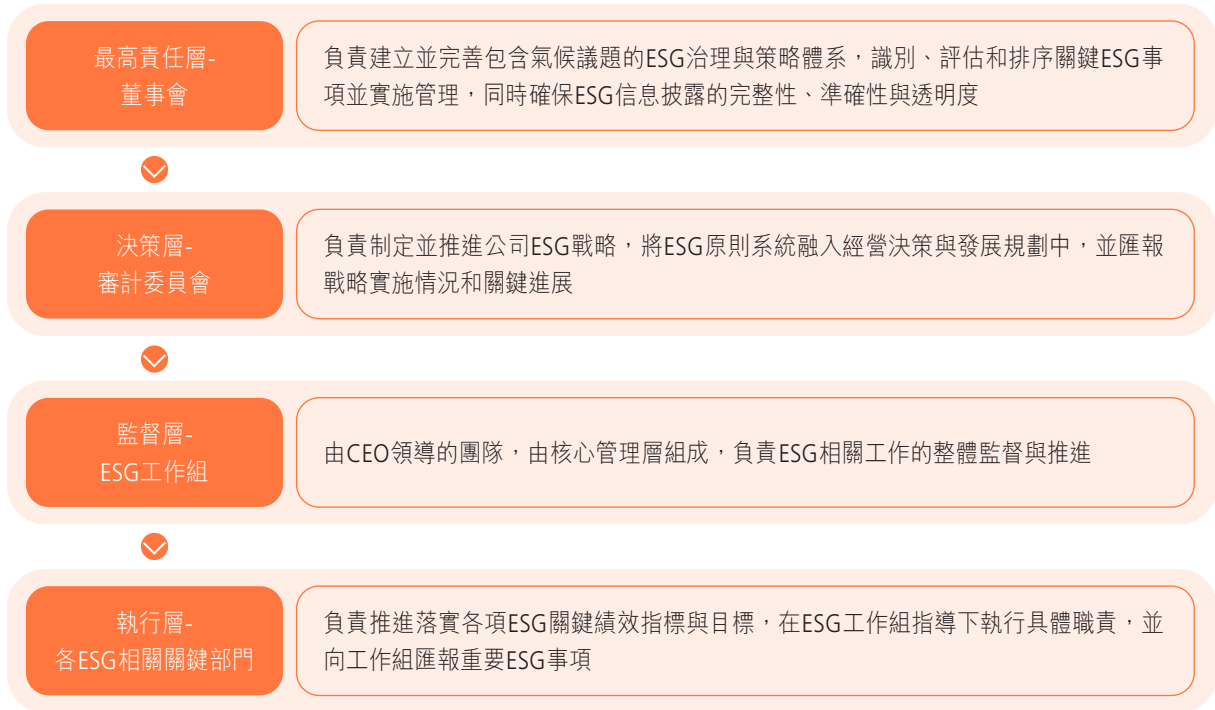 最高責任層-
董事會
負責建立並完善包含氣候議題的ESG治理與策略體系，識別、評估和排序關鍵ESG事
項並實施管理，同時確保ESG信息披露的完整性、準確性與透明度
決策層-
審計委員會
負責制定並推進公司ESG戰略，將ESG原則系統融入經營決策與發展規劃中，並匯報
戰略實施情況和關鍵進展
監督層-
ESG工作組
由CEO領導的團隊，由核心管理層組成，負責ESG相關工作的整體監督與推進
執行層-
各ESG相關關鍵部門
負責推進落實各項ESG關鍵績效指標與目標，在ESG工作組指導下執行具體職責，並
向工作組匯報重要ESG事項